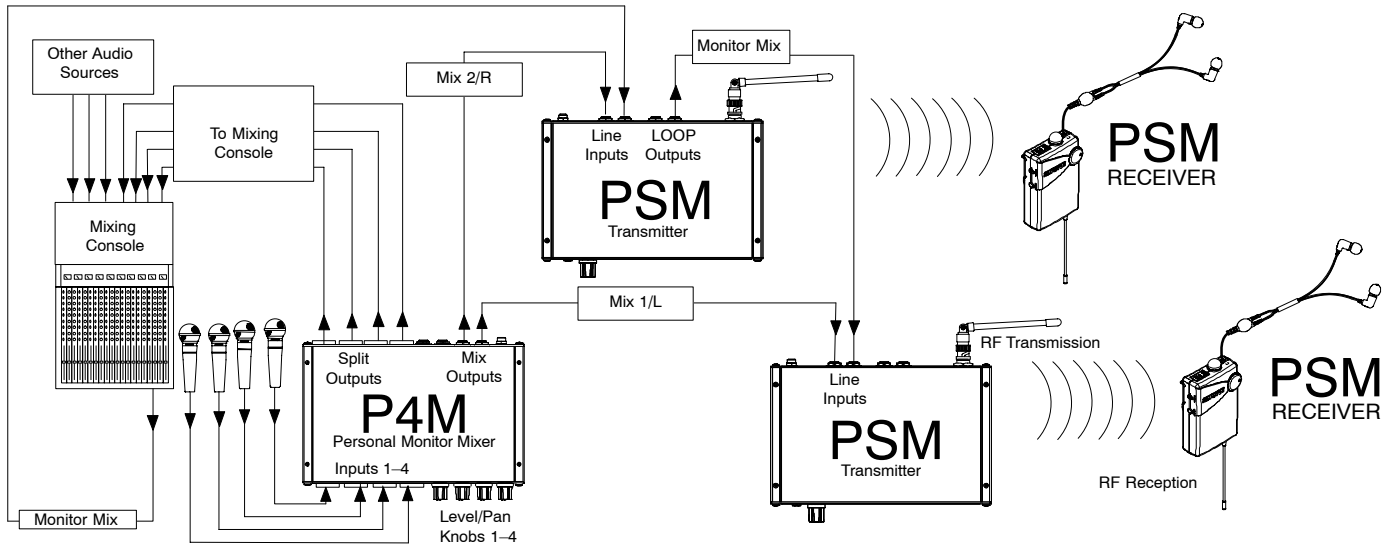 Other Audio
Sources
To Mixing
Console
Mixing
Console
Monitor Mix
Mix 2/R
Monitor Mix
Line
Inputs
LOOP
Outputs
PSM
Transmitter
PSM
RECEIVER
Mix 1/L
Split
Outputs
Mix
Outputs
P4M
Personal Monitor Mixer
Inputs 1–4
Level/Pan
Knobs 1–4
RF Transmission
Line
Inputs
PSM
Transmitter
PSM
RECEIVER
RF Reception